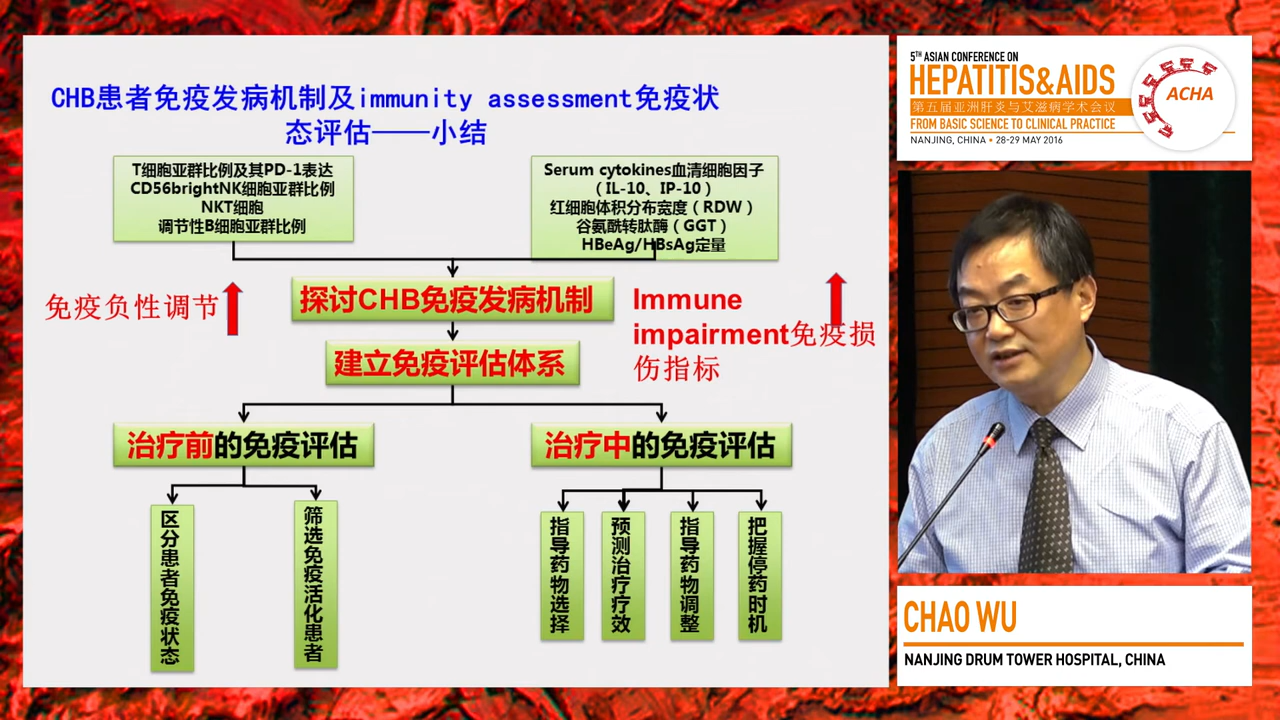 CHB患者免疫发病机制及immunity assessment免疫状
态评估——小结
T细胞亚群比例及其PD-1表达
CD56brightNK细胞亚群比例
NKT细胞
调节性B细胞亚群比例
Serum cytokines血清细胞因子
（IL-10、IP-10）
红细胞体积分布宽度（RDW）
谷氨酰转肽酶（GGT）
HBeAg/HBsAg定量
免疫负性调节
探讨CHB免疫发病机制
Immune
impairment免疫损
伤指标
建立免疫评估体系
治疗前的免疫评估
治疗中的免疫评估
区分患者免疫状态
筛选免疫活化患者
指导药物选择
预测治疗疗效
指导药物调整
把握停药时机
5TH ASIAN CONFERENCE ON
HEPATITIS&AIDS
第五届亚洲肝炎与艾滋病学术会议
FROM BASIC SCIENCE TO CLINICAL PRACTICE
NANJING, CHINA • 28-29 MAY 2016
ACHA
CHAO WU
NANJING DRUM TOWER HOSPITAL, CHINA